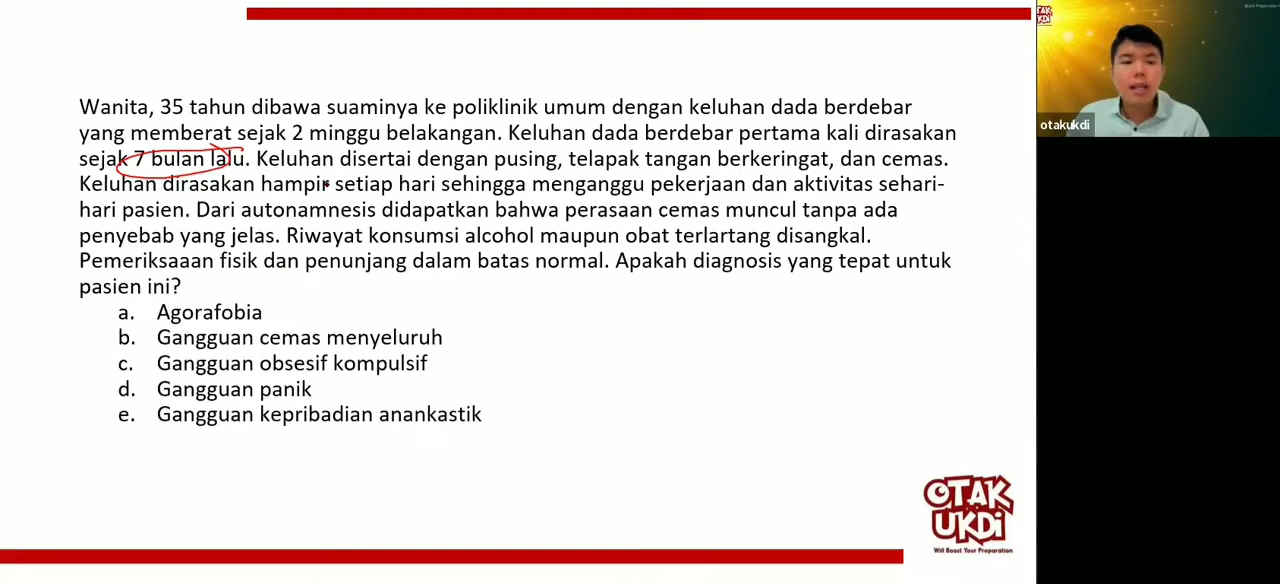 Wanita, 35 tahun dibawa suaminya ke poliklinik umum dengan keluhan dada berdebar
yang memberat sejak 2 minggu belakangan. Keluhan dada berdebar pertama kali dirasakan
sejak 7 bulan lalu. Keluhan disertai dengan pusing, telapak tangan berkeringat, dan cemas.
Keluhan dirasakan hampir setiap hari sehingga menganggu pekerjaan dan aktivitas sehari-
hari pasien. Dari autonamnesis didapatkan bahwa perasaan cemas muncul tanpa ada
penyebab yang jelas. Riwayat konsumsi alcohol maupun obat terlartang disangkal.
Pemeriksaaan fisik dan penunjang dalam batas normal. Apakah diagnosis yang tepat untuk
pasien ini?
a. Agorafobia
b. Gangguan cemas menyeluruh
c. Gangguan obsesif kompulsif
d. Gangguan panik
e. Gangguan kepribadian anankastik
OTAK
UKDI
Will Boost Your Preparation
otakukdi